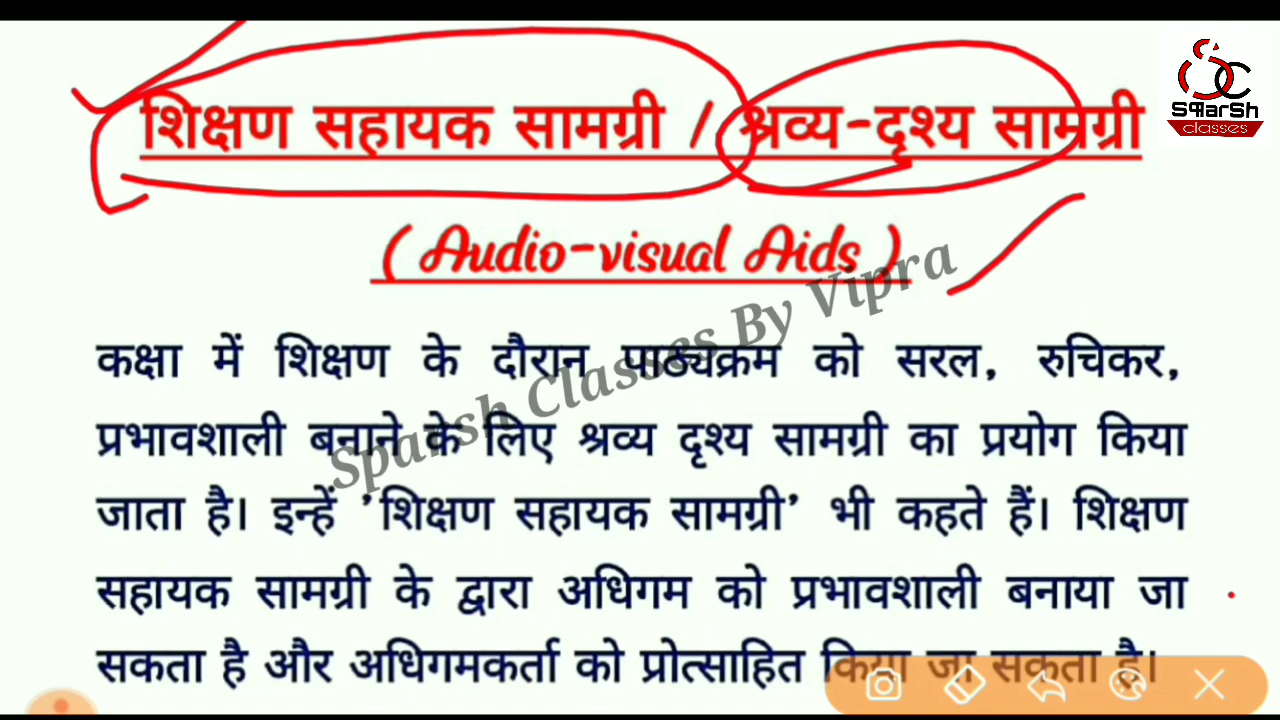 शिक्षण सहायक सामग्री / श्रव्य-दृश्य सामग्री
( Audio-visual Aids )
कक्षा में शिक्षण के दौरान पाठ्यक्रम को सरल, रुचिकर,
प्रभावशाली बनाने के लिए श्रव्य दृश्य सामग्री का प्रयोग किया
जाता है। इन्हें 'शिक्षण सहायक सामग्री' भी कहते हैं। शिक्षण
सहायक सामग्री के द्वारा अधिगम को प्रभावशाली बनाया जा
सकता है और अधिगमकर्ता को प्रोत्साहित किया जा सकता है।
Sparsh Classes By Vipra
SपarSh
classes